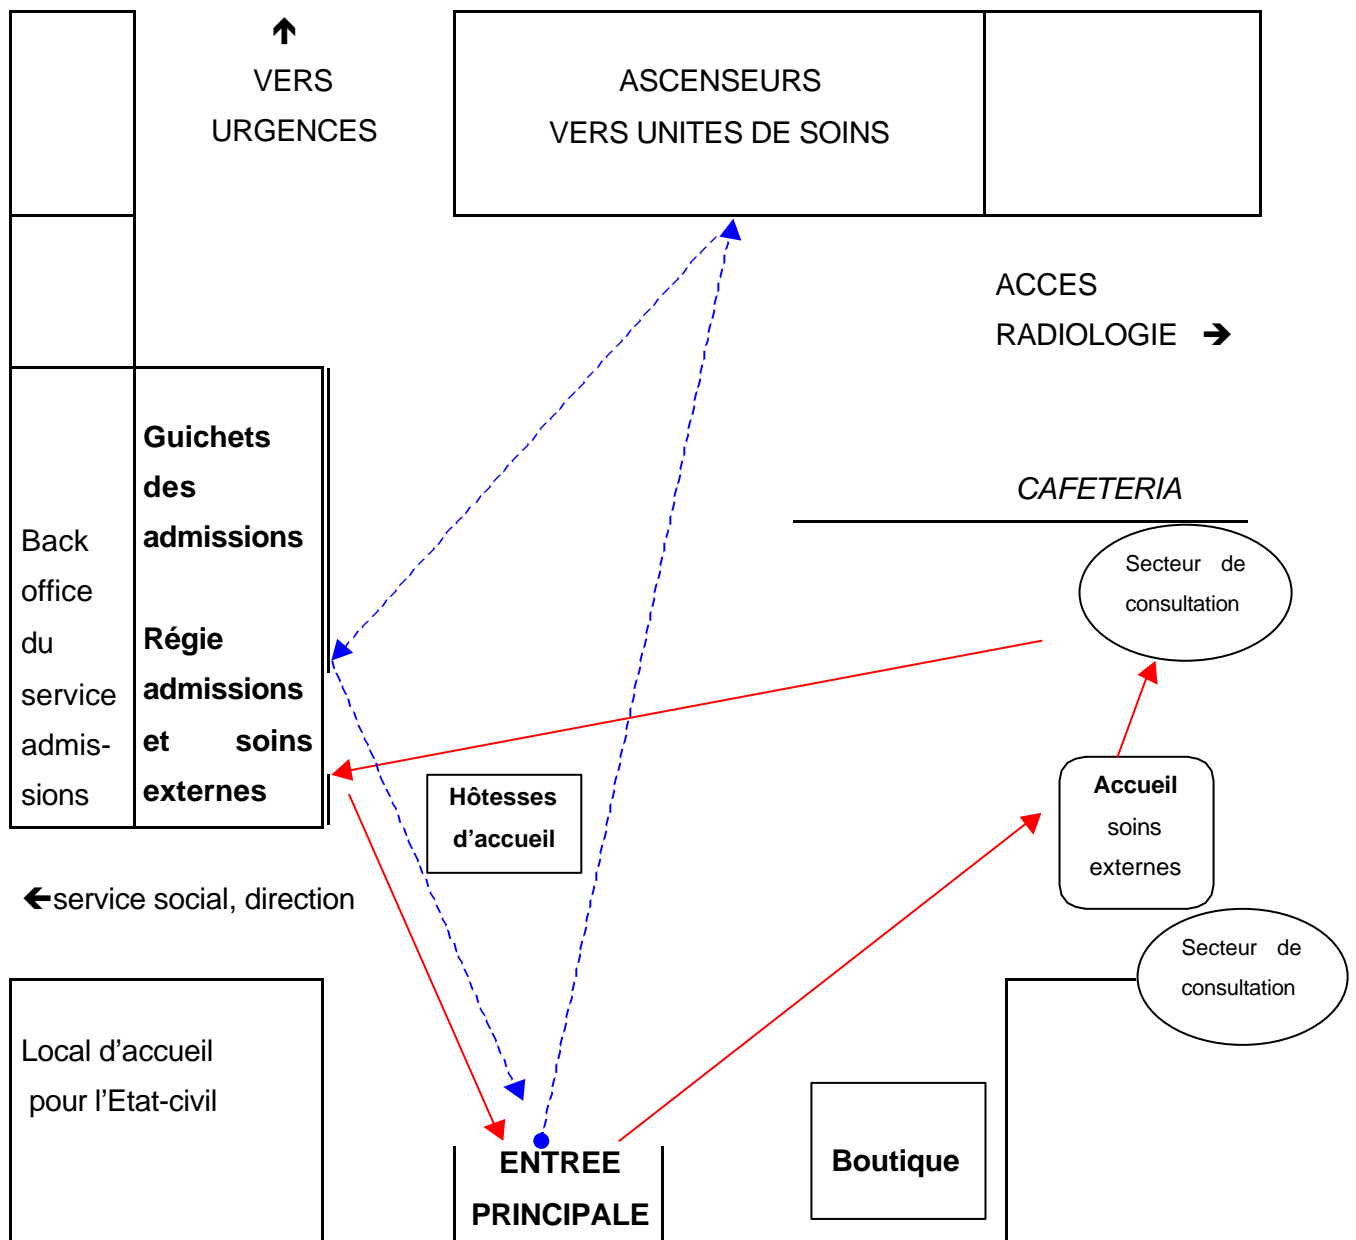 🡹
VERS
URGENCES
ASCENSEURS
VERS UNITES DE SOINS
ACCES
RADIOLOGIE ➔
Guichets
des
admissions
Régie
admissions
et soins
externes
Back
office
du
service
admis-
sions
CAFETERIA
Secteur de
consultation
Hôtesses
d’accueil
Accueil
soins
externes
🡸service social, direction
Secteur de
consultation
Local d’accueil
pour l’Etat-civil
ENTREE
PRINCIPALE
Boutique